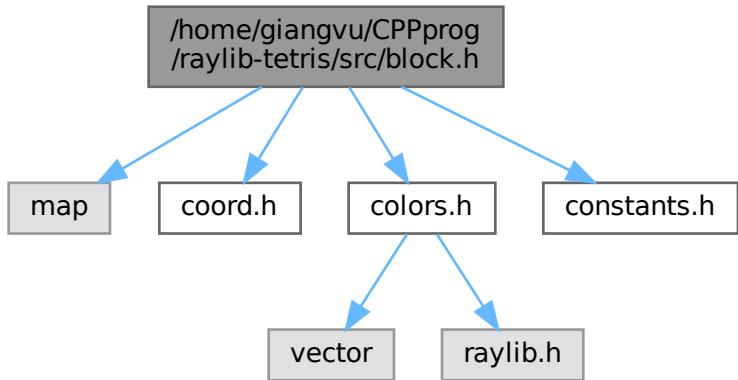 /home/giangvu/CPPprog
/raylib-tetris/src/block.h
map
coord.h
colors.h
constants.h
vector
raylib.h